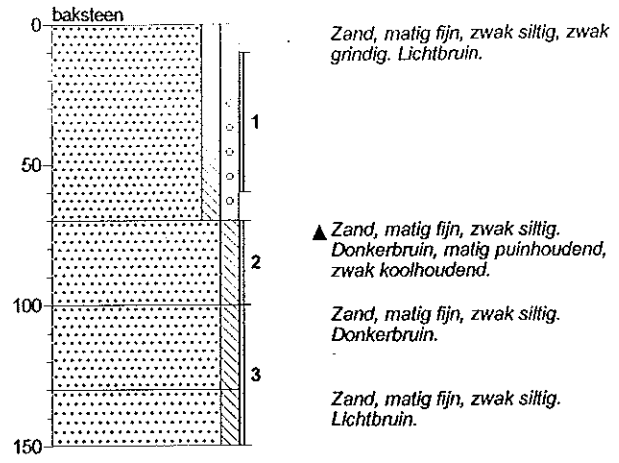 baksteen
0
Zand, matig fijn, zwak siltig, zwak
grindig. Lichtbruin.
1
50
▲ Zand, matig fijn, zwak siltig.
Donkerbruin, matig puinhoudend,
zwak koolhoudend.
2
100
Zand, matig fijn, zwak siltig.
Donkerbruin.
3
Zand, matig fijn, zwak siltig.
Lichtbruin.
150